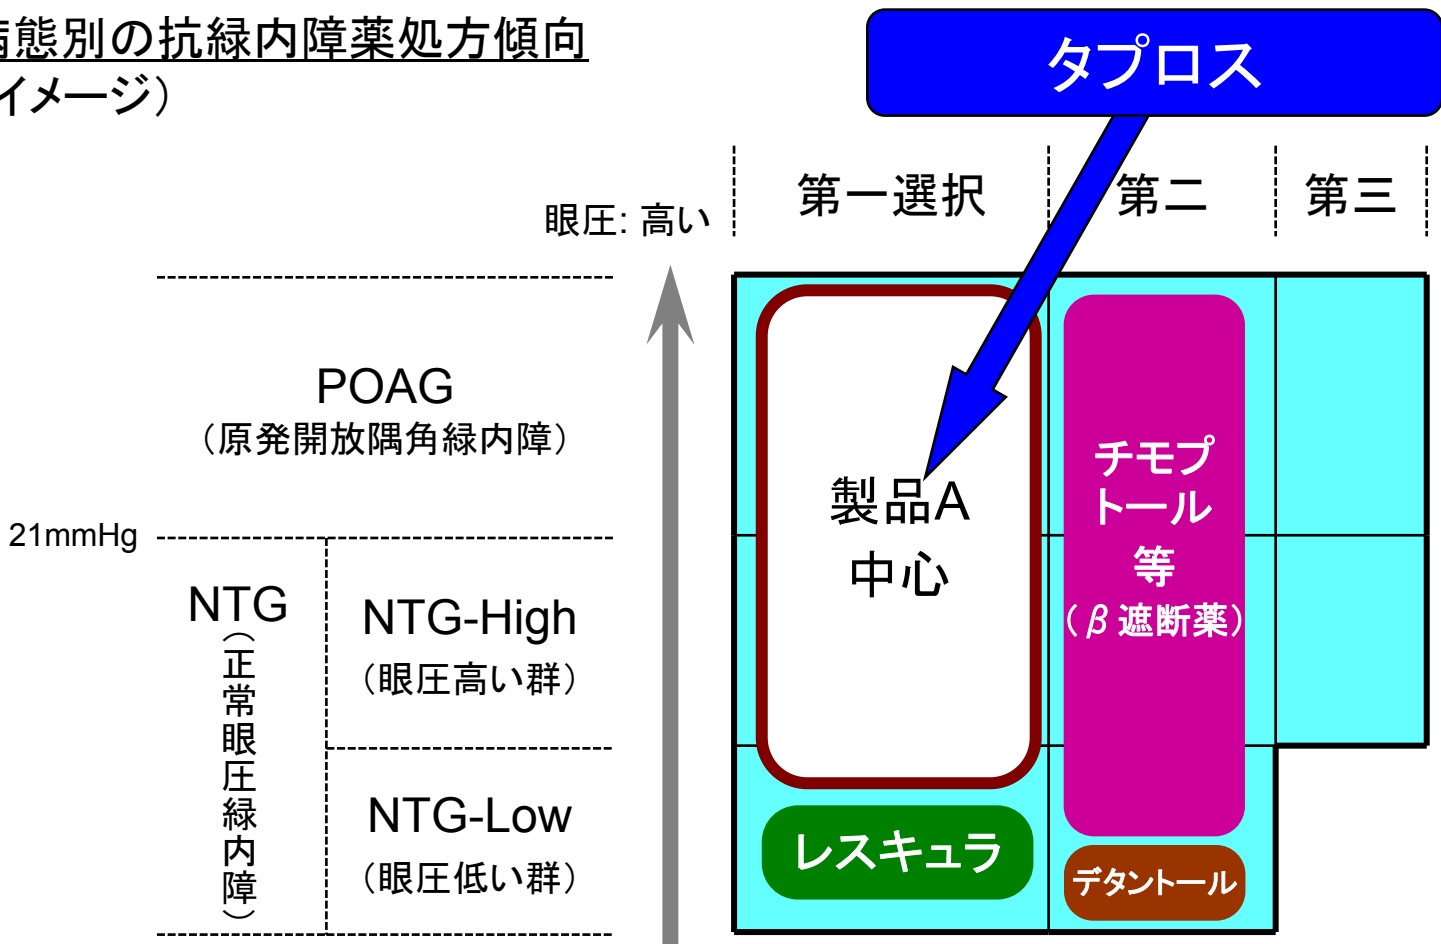 病態別の抗緑内障薬処方傾向
イメージ）
タプロス
眼圧: 高い
第一選択
第二
第三
POAG
（原発開放隅角緑内障）
21mmHg
NTG
（正常眼圧緑内障）
NTG-High
（眼圧高い群）
NTG-Low
（眼圧低い群）
製品A
中心
レスキュラ
チモプ
トール
等
（β遮断薬）
デタントール